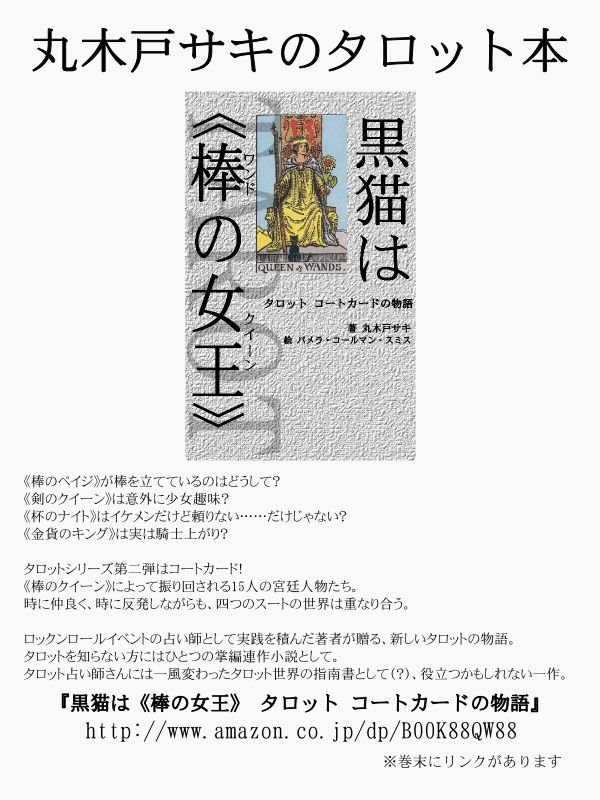 丸木戸サキのタロット本
黒猫は
《棒の女王》
ワンド
クイーン
QUEEN of WANDS.
タロット コートカードの物語
著 丸木戸サキ
絵 パメラ・コールマン・スミス
TAROT
《棒のペイジ》が棒を立てているのはどうして?
《剣のクイーン》は意外に少女趣味?
《杯のナイト》はイケメンだけど頼りない……だけじゃない?
《金貨のキング》は実は騎士上がり?
タロットシリーズ第二弾はコートカード!
《棒のクイーン》によって振り回される15人の宮廷人物たち。
時に仲良く、時に反発しながらも、四つのスートの世界は重なり合う。
ロックンロールイベントの占い師として実践を積んだ著者が贈る、新しいタロットの物語。
タロットを知らない方にはひとつの掌編連作小説として。
タロット占い師さんには一風変わったタロット世界の指南書として(?)、役立つかもしれない一作。
『黒猫は《棒の女王》 タロット コートカードの物語』
http://www.amazon.co.jp/dp/B00K88QW88
※巻末にリンクがあります